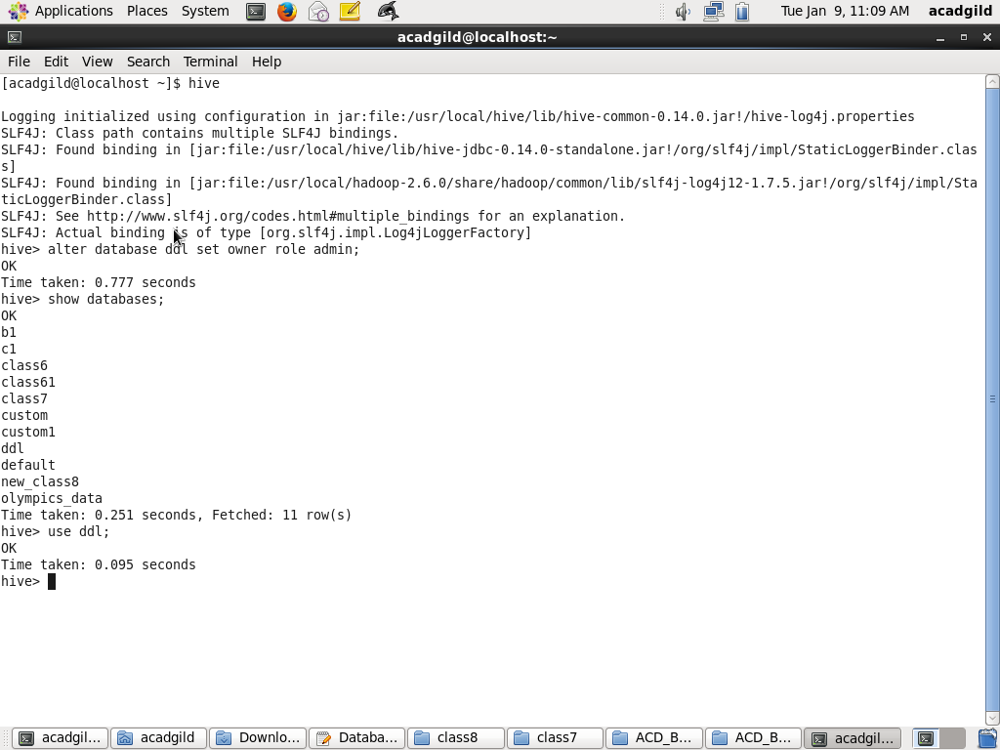 Applications Places System Tue Jan 9, 11:09 AM acadgild
acadgild@localhost:~
File Edit View Search Terminal Help
[acadgild@localhost ~]$ hive
Logging initialized using configuration in jar:file:/usr/local/hive/lib/hive-common-0.14.0.jar!/hive-log4j.properties
SLF4J: Class path contains multiple SLF4J bindings.
SLF4J: Found binding in [jar:file:/usr/local/hive/lib/hive-jdbc-0.14.0-standalone.jar!/org/slf4j/impl/StaticLoggerBinder.clas
s]
SLF4J: Found binding in [jar:file:/usr/local/hadoop-2.6.0/share/hadoop/common/lib/slf4j-log4j12-1.7.5.jar!/org/slf4j/impl/Sta
ticLoggerBinder.class]
SLF4J: See http://www.slf4j.org/codes.html#multiple_bindings for an explanation.
SLF4J: Actual binding is of type [org.slf4j.impl.Log4jLoggerFactory]
hive> alter database ddl set owner role admin;
OK
Time taken: 0.777 seconds
hive> show databases;
OK
b1
c1
class6
class61
class7
custom
custom1
ddl
default
new_class8
olympics_data
Time taken: 0.251 seconds, Fetched: 11 row(s)
hive> use ddl;
OK
Time taken: 0.095 seconds
hive>
acadgil... acadgild Downlo... Databa... class8 class7 ACD_B... ACD_B... acadgil...